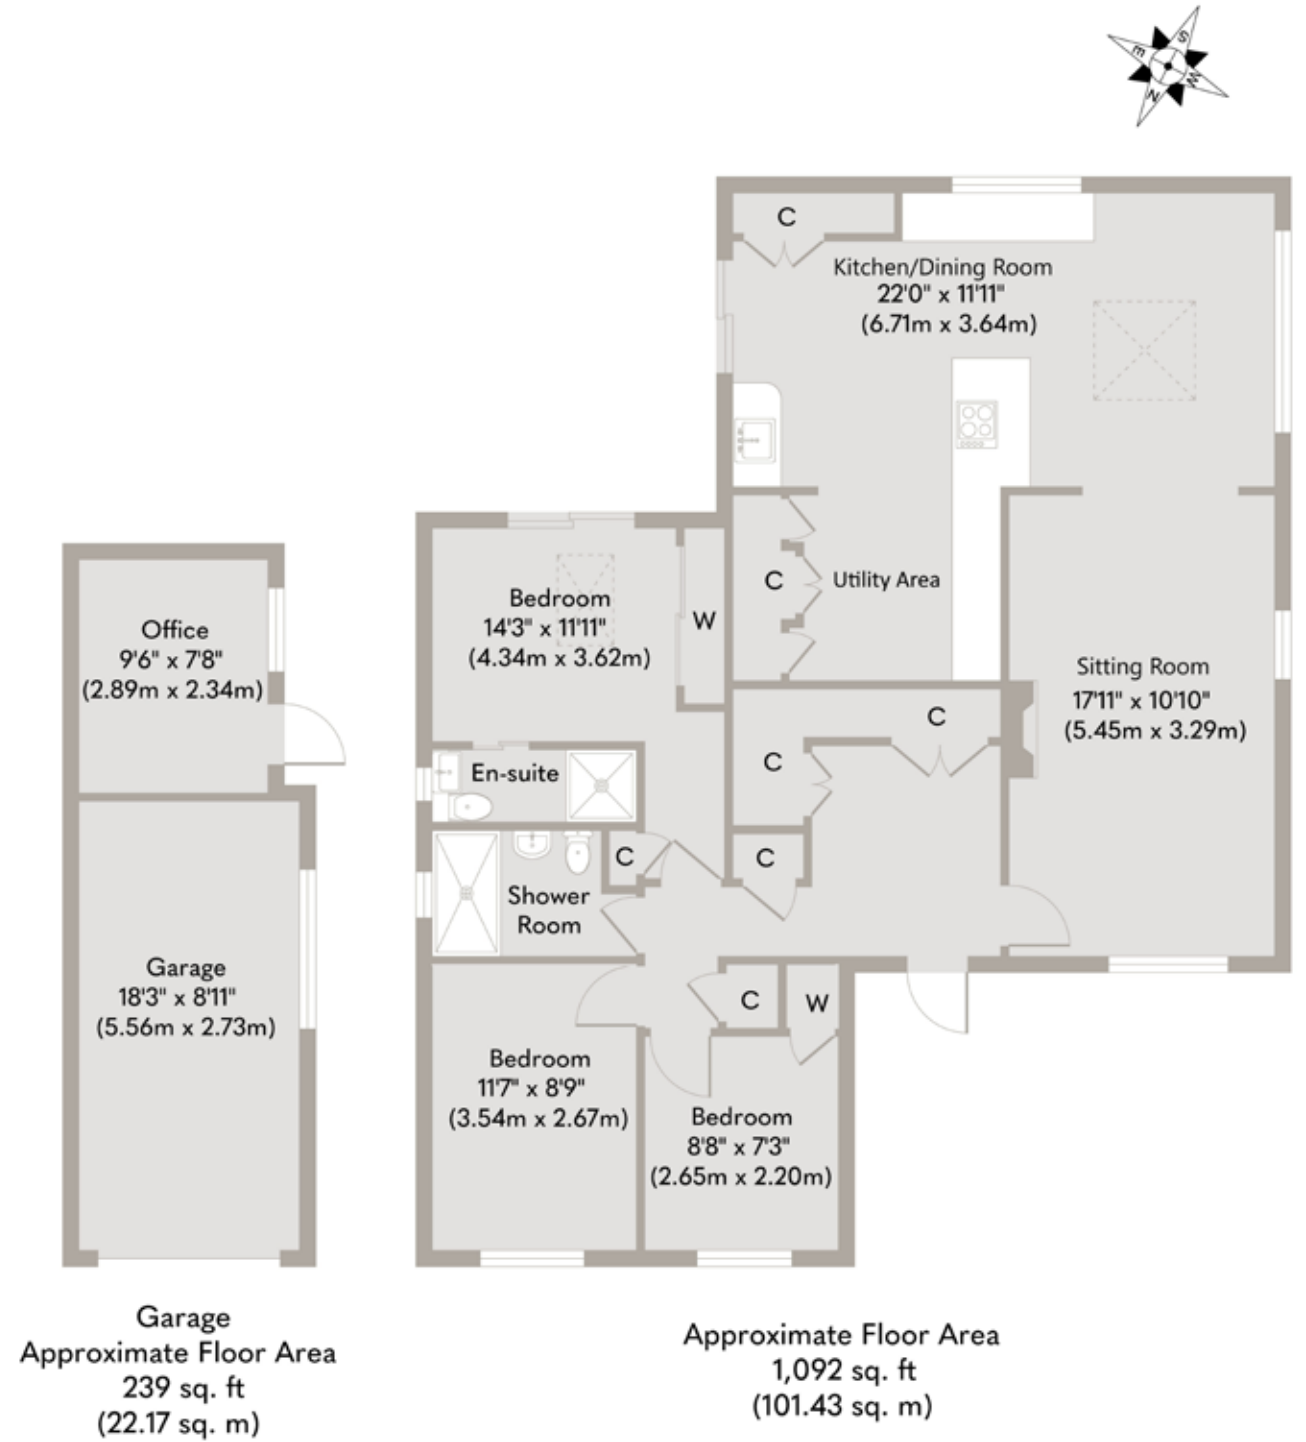 S
E
W
N
C
Kitchen/Dining Room
22'0" x 11'11"
(6.71m x 3.64m)
Bedroom
14'3" x 11'11"
(4.34m x 3.62m)
W
C
Utility Area
Office
9'6" x 7'8"
(2.89m x 2.34m)
Sitting Room
17'11" x 10'10"
(5.45m x 3.29m)
C
C
En-suite
C
C
Shower
Room
Garage
18'3" x 8'11"
(5.56m x 2.73m)
C
W
Bedroom
11'7" x 8'9"
(3.54m x 2.67m)
Bedroom
8'8" x 7'3"
(2.65m x 2.20m)
Garage
Approximate Floor Area
239 sq. ft
(22.17 sq. m)
Approximate Floor Area
1,092 sq. ft
(101.43 sq. m)